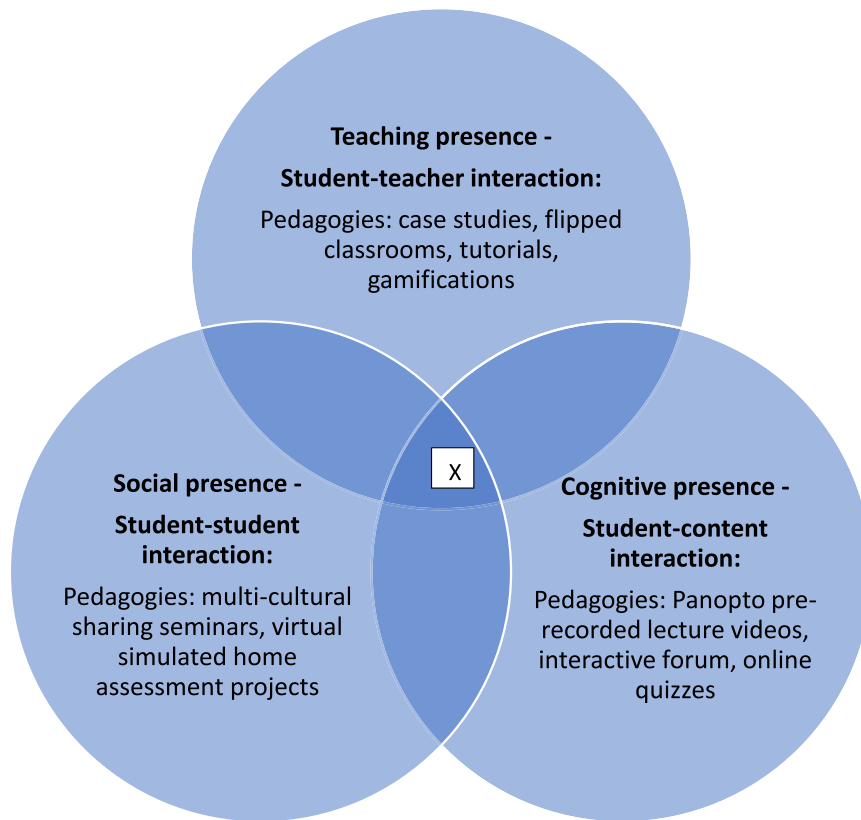 Teaching presence -
Student-teacher interaction:
Pedagogies: case studies, flipped
classrooms, tutorials,
gamifications
X
Social presence -
Student-student
interaction:
Pedagogies: multi-cultural
sharing seminars, virtual
simulated home
assessment projects
Cognitive presence -
Student-content
interaction:
Pedagogies: Panopto pre-
recorded lecture videos,
interactive forum, online
quizzes